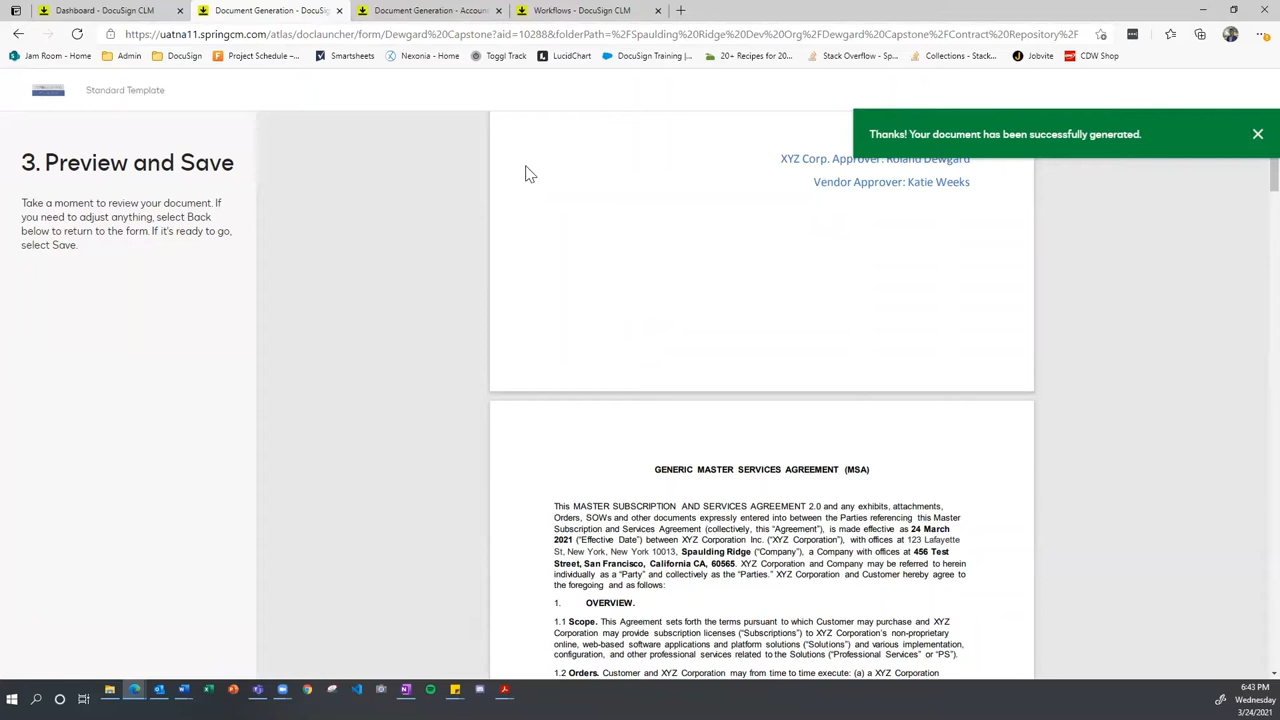 Dashboard - DocuSign CLM
Document Generation - DocuSig
Document Generation - Account
Workflows - DocuSign CLM
https://uatna11.springcm.com/atlas/doclauncher/form/Dewgard%20Capstone?aid=10288&folderPath=%2FSpaulding%20Ridge%20Dev%20Org%2FDewgard%20Capstone%2FContract%20Repository%
Jam Room - Home
Admin
DocuSign
Project Schedule –...
Smartsheets
Nexonia - Home
Toggl Track
LucidChart
DocuSign Training |...
20+ Recipes for 20...
Stack Overflow - Sp...
Collections - Stack...
Jobvite
CDW Shop
Standard Template
Thanks! Your document has been successfully generated.
3. Preview and Save
Take a moment to review your document. If
you need to adjust anything, select Back
below to return to the form. If it's ready to go,
select Save.
XYZ Corp. Approver: Roland Dewgard
Vendor Approver: Katie Weeks
GENERIC MASTER SERVICES AGREEMENT (MSA)
This MASTER SUBSCRIPTION AND SERVICES AGREEMENT 2.0 and any exhibits, attachments,
Orders, SOWs and other documents expressly entered into between the Parties referencing this Master
Subscription and Services Agreement (collectively, this “Agreement”), is made effective as 24 March
2021 (“Effective Date”) between XYZ Corporation Inc. (“XYZ Corporation”), with offices at 123 Lafayette
St, New York, New York 10013, Spaulding Ridge (“Company”), a Company with offices at 456 Test
Street, San Francisco, California CA, 60565. XYZ Corporation and Company may be referred to herein
individually as a “Party” and collectively as the “Parties.” XYZ Corporation and Customer hereby agree to
the foregoing and as follows:
1. OVERVIEW.
1.1 Scope. This Agreement sets forth the terms pursuant to which Customer may purchase and XYZ
Corporation may provide subscription licenses (“Subscriptions”) to XYZ Corporation’s non-proprietary
online, web-based software applications and platform solutions (“Solutions”) and various implementation,
configuration, and other professional services related to the Solutions (“Professional Services” or “PS”).
1.2 Orders. Customer and XYZ Corporation may from time to time execute: (a) a XYZ Corporation
6:43 PM
Wednesday
3/24/2021